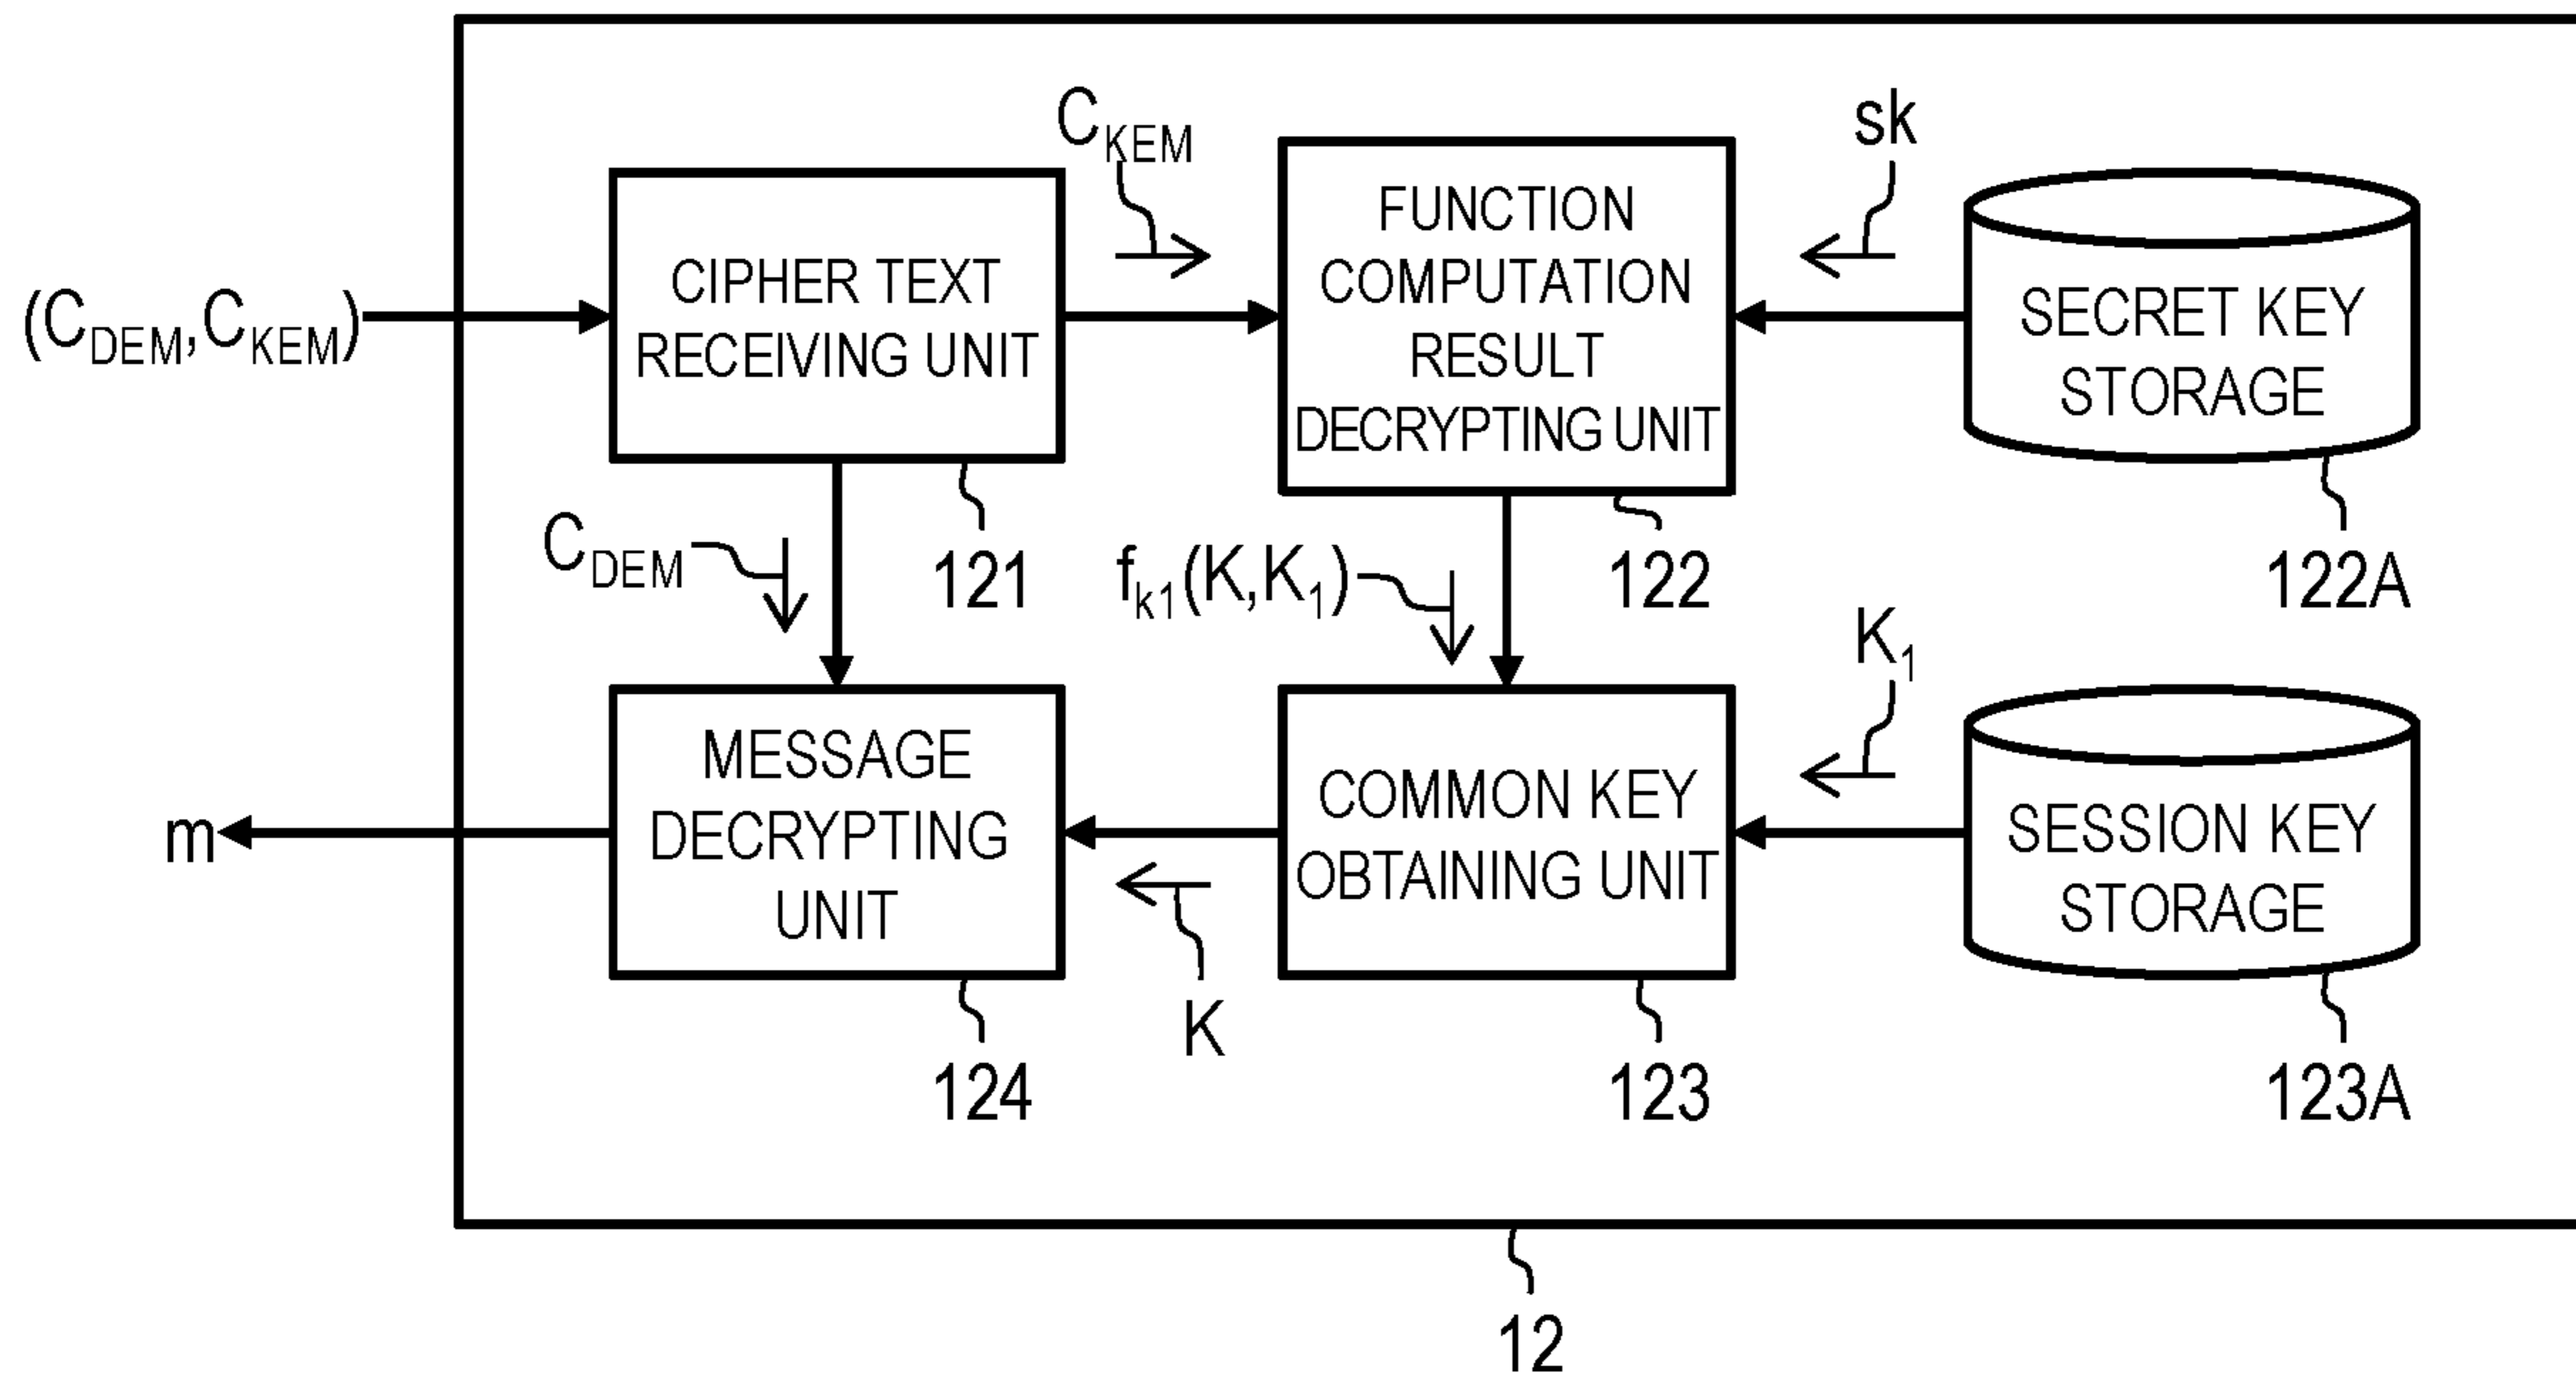 (C_DEM,C_KEM)
CIPHER TEXT
RECEIVING UNIT
121
C_KEM
FUNCTION
COMPUTATION
RESULT
DECRYPTING UNIT
122
sk
SECRET KEY
STORAGE
122A
C_DEM
f_k1(K,K_1)
K_1
m
MESSAGE
DECRYPTING
UNIT
124
K
COMMON KEY
OBTAINING UNIT
123
SESSION KEY
STORAGE
123A
12